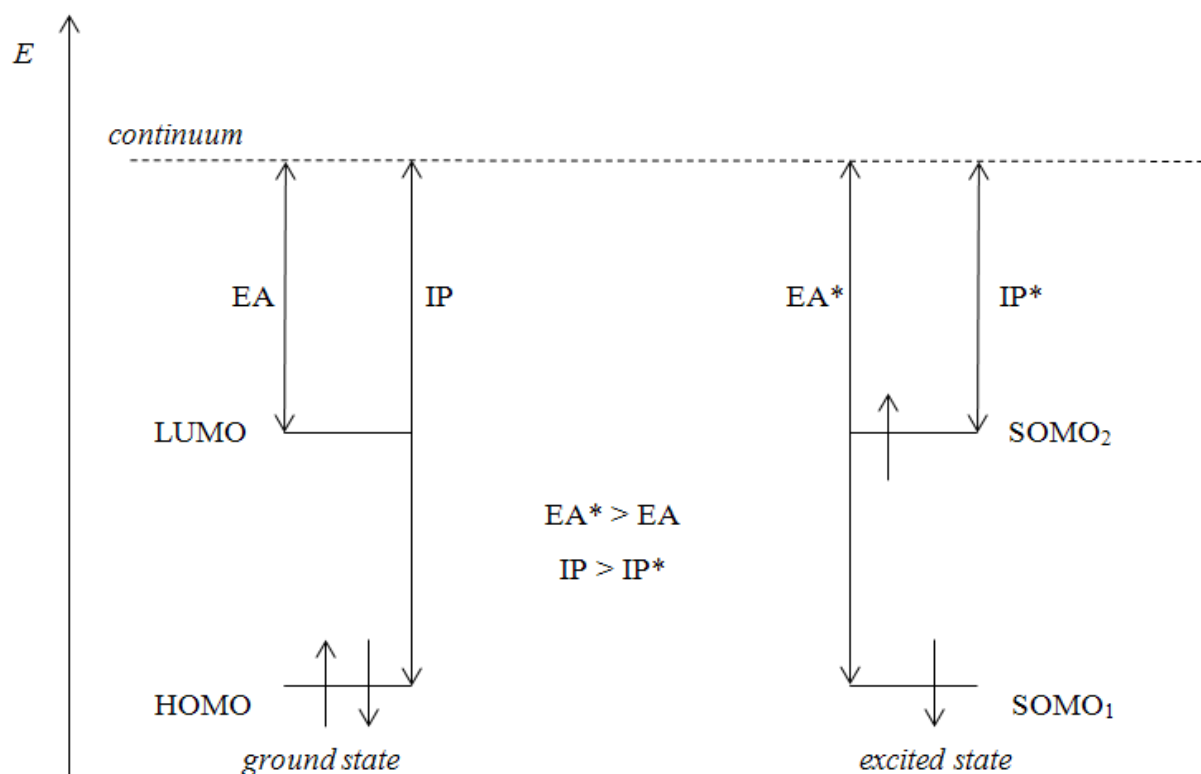 E
continuum
EA
IP
EA*
IP*
LUMO
SOMO₂
EA* > EA
IP > IP*
HOMO
SOMO₁
ground state
excited state